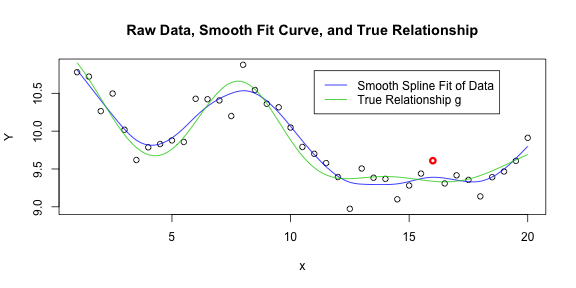 Raw Data, Smooth Fit Curve, and True Relationship
Smooth Spline Fit of Data
True Relationship g
Y
10.5
10.0
9.5
9.0
5 10 15 20
x